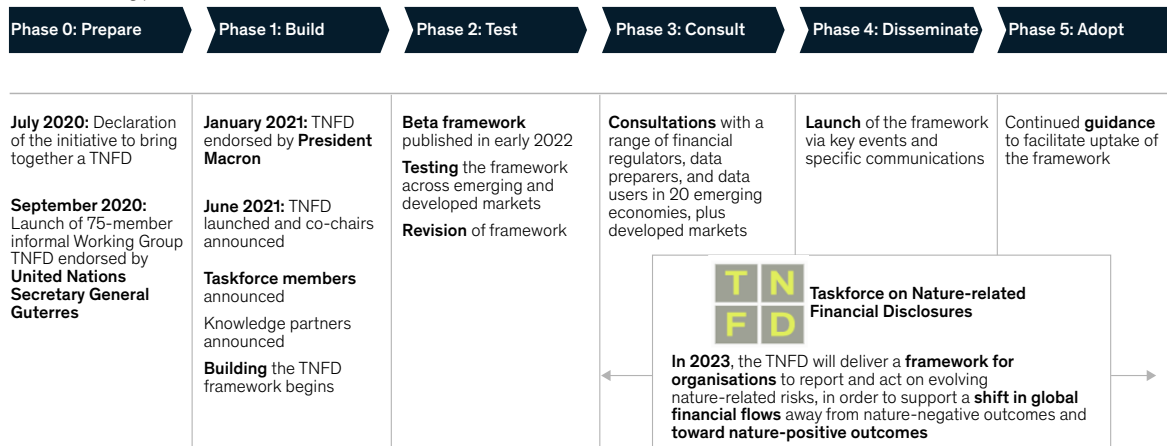 Phase 0: Prepare
Phase 1: Build
Phase 2: Test
Phase 3: Consult
Phase 4: Disseminate
Phase 5: Adopt
July 2020: Declaration
of the initiative to bring
together a TNFD
September 2020:
Launch of 75-member
informal Working Group
TNFD endorsed by
United Nations
Secretary General
Guterres
January 2021: TNFD
endorsed by President
Macron
June 2021: TNFD
launched and co-chairs
announced
Taskforce members
announced
Knowledge partners
announced
Building the TNFD
framework begins
Beta framework
published in early 2022
Testing the framework
across emerging and
developed markets
Revision of framework
Consultations with a
range of financial
regulators, data
preparers, and data
users in 20 emerging
economies, plus
developed markets
Launch of the framework
via key events and
specific communications
Continued guidance
to facilitate uptake of
the framework
T N
F D
Taskforce on Nature-related
Financial Disclosures
In 2023, the TNFD will deliver a framework for
organisations to report and act on evolving
nature-related risks, in order to support a shift in global
financial flows away from nature-negative outcomes and
toward nature-positive outcomes